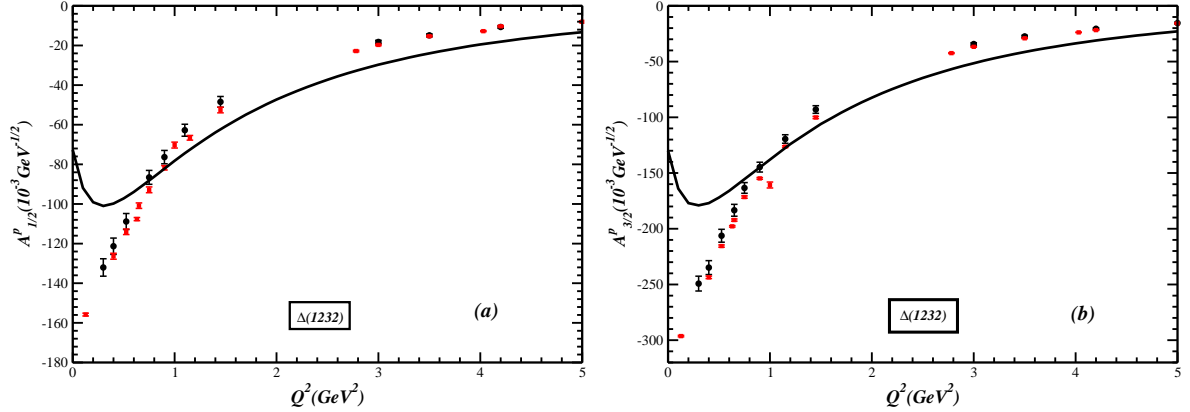 0
-20
-40
-60
-80
-100
-120
-140
-160
-180
0 1 2 3 4 5
A^p_{1/2}(10^{-3}GeV^{-1/2})
Q^2(GeV^2)
Δ(1232)
(a)
0
-50
-100
-150
-200
-250
-300
0 1 2 3 4 5
A^p_{3/2}(10^{-3}GeV^{-1/2})
Q^2(GeV^2)
Δ(1232)
(b)